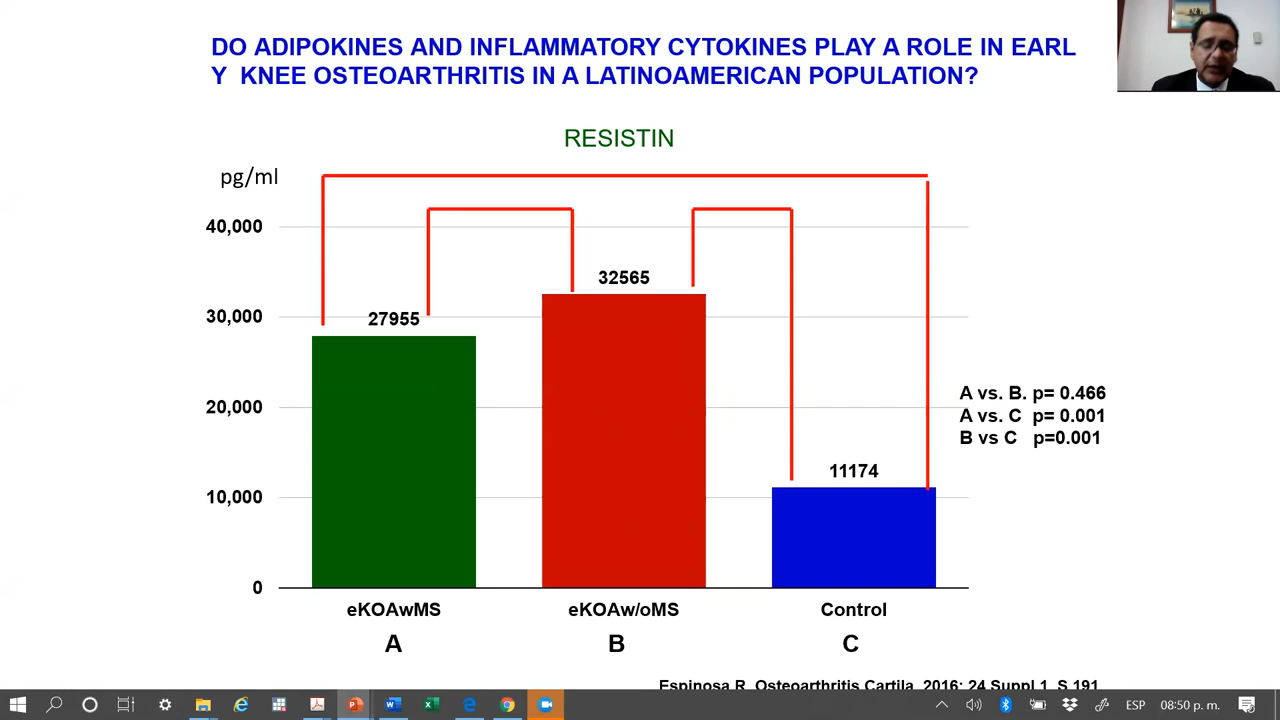 DO ADIPOKINES AND INFLAMMATORY CYTOKINES PLAY A ROLE IN EARL
Y KNEE OSTEOARTHRITIS IN A LATINOAMERICAN POPULATION?
RESISTIN
pg/ml
40,000
30,000
20,000
10,000
0
27955
32565
11174
A vs. B. p= 0.466
A vs. C p= 0.001
B vs C p=0.001
eKOAwMS
eKOAw/oMS
Control
A
B
C
Espinosa R. Osteoarthritis Cartila. 2016; 24 Suppl 1. S 191
ESP
08:50 p. m.